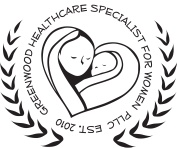 GREENWOOD HEALTHCARE SPECIALIST FOR WOMEN PLLC EST. 2010